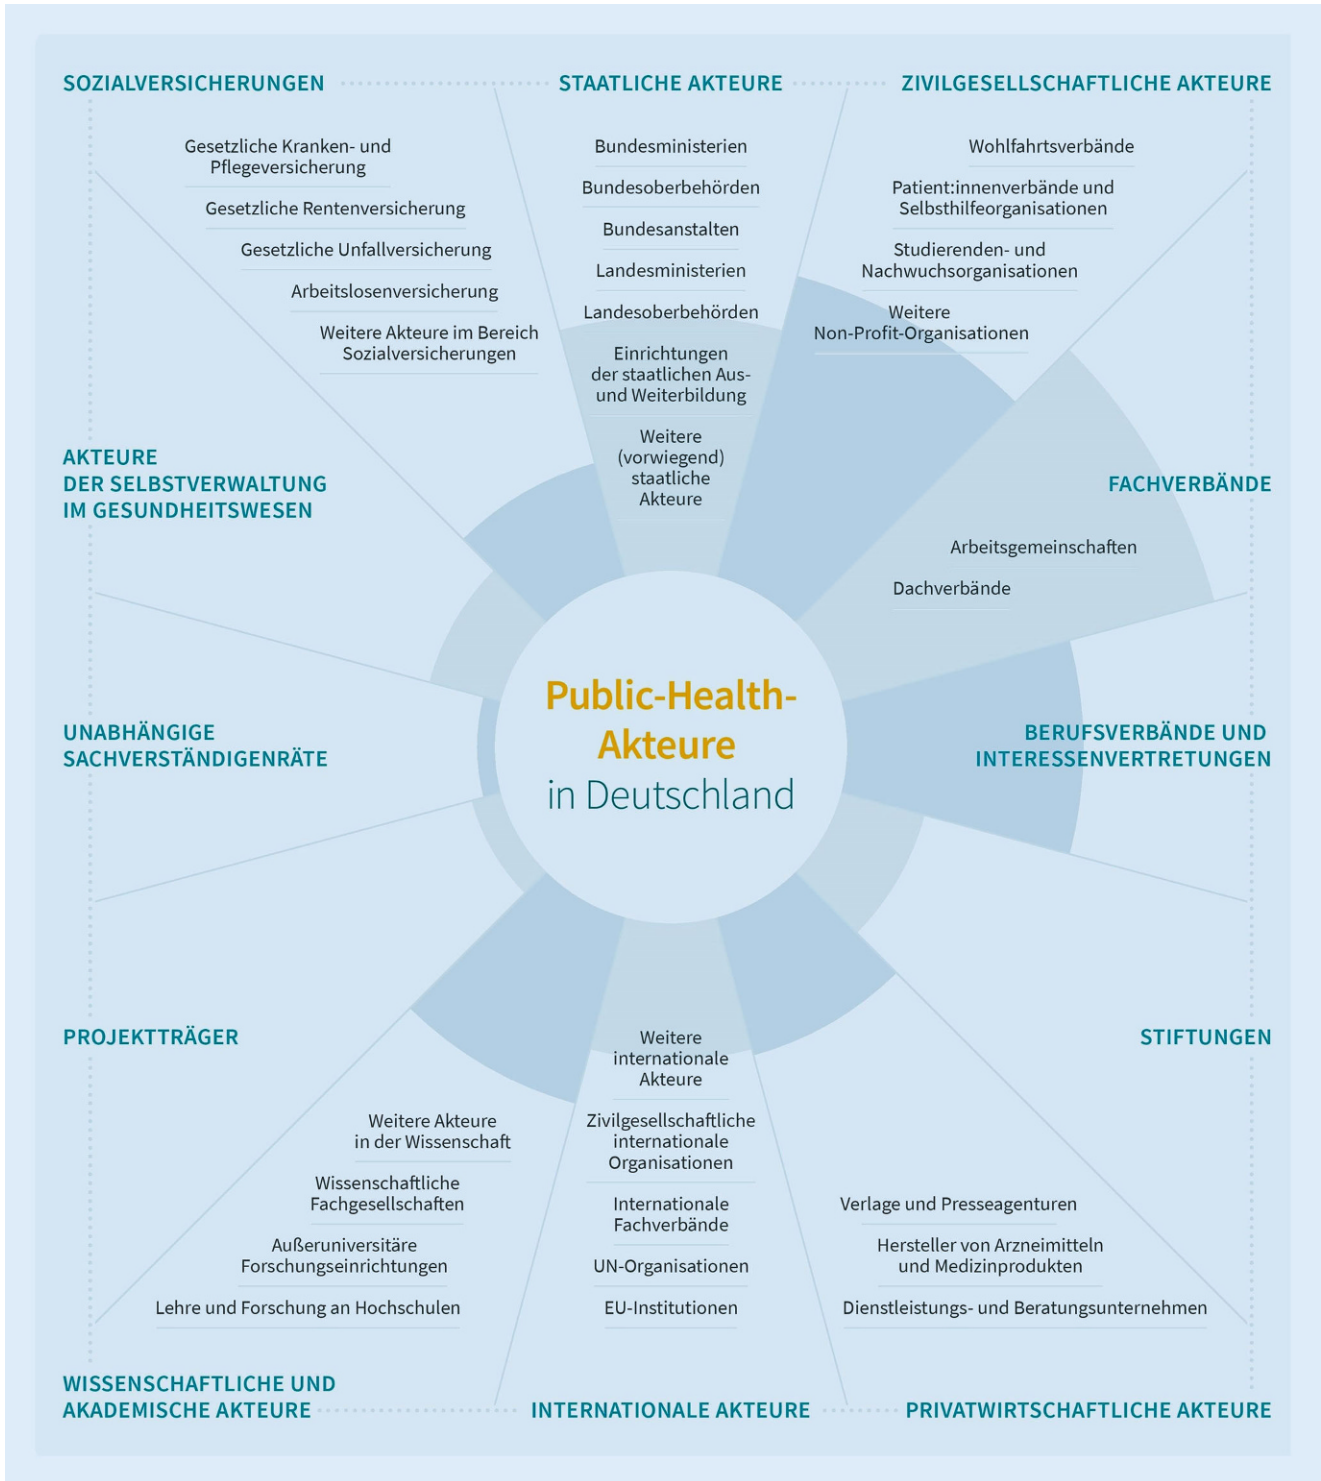 SOZIALVERSICHERUNGEN
Gesetzliche Kranken- und
Pflegeversicherung
Gesetzliche Rentenversicherung
Gesetzliche Unfallversicherung
Arbeitslosenversicherung
Weitere Akteure im Bereich
Sozialversicherungen
STAATLICHE AKTEURE
Bundesministerien
Bundesoberbehörden
Bundesanstalten
Landesministerien
Landesoberbehörden
Einrichtungen
der staatlichen Aus-
und Weiterbildung
Weitere
(vorwiegend)
staatliche
Akteure
ZIVILGESELLSCHAFTLICHE AKTEURE
Wohlfahrtsverbände
Patient:innenverbände und
Selbsthilfeorganisationen
Studierenden- und
Nachwuchsorganisationen
Weitere
Non-Profit-Organisationen
AKTEURE
DER SELBSTVERWALTUNG
IM GESUNDHEITSWESEN
FACHVERBÄNDE
Arbeitsgemeinschaften
Dachverbände
Public-Health-
Akteure
in Deutschland
UNABHÄNGIGE
SACHVERSTÄNDIGENRÄTE
BERUFSVERBÄNDE UND
INTERESSENVERTRETUNGEN
PROJEKTTRÄGER
STIFTUNGEN
Weitere Akteure
in der Wissenschaft
Wissenschaftliche
Fachgesellschaften
Außeruniversitäre
Forschungseinrichtungen
Lehre und Forschung an Hochschulen
WISSENSCHAFTLICHE UND
AKADEMISCHE AKTEURE
Weitere
internationale
Akteure
Zivilgesellschaftliche
internationale
Organisationen
Internationale
Fachverbände
UN-Organisationen
EU-Institutionen
INTERNATIONALE AKTEURE
Verlage und Presseagenturen
Hersteller von Arzneimitteln
und Medizinprodukten
Dienstleistungs- und Beratungsunternehmen
PRIVATWIRTSCHAFTLICHE AKTEURE